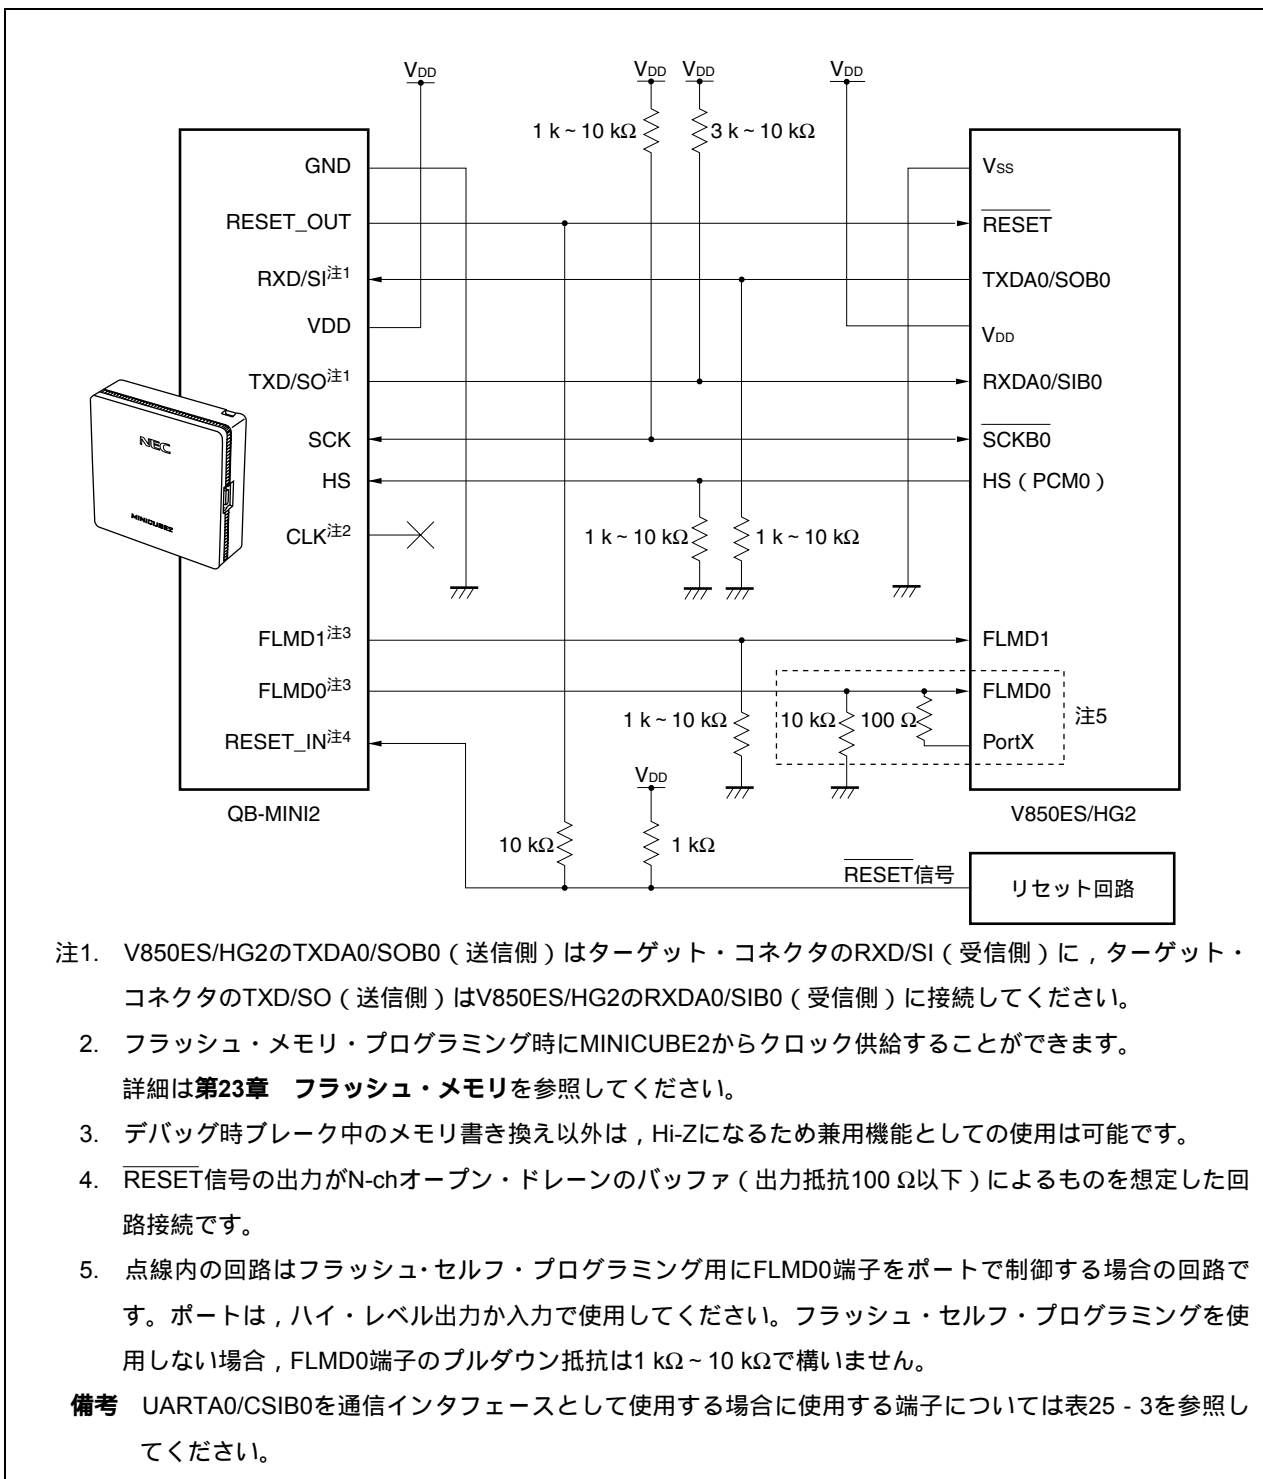 VDD VDD VDD VDD
1 k ~ 10 kΩ 3 k ~ 10 kΩ
GND VSS
RESET_OUT RESET
RXD/SI注1 TXDA0/SOB0
VDD VDD
TXD/SO注1 RXDA0/SIB0
NEC
SCK SCKB0
HS HS（PCM0）
MINICUBE2
CLK注2 1 k ~ 10 kΩ 1 k ~ 10 kΩ
FLMD1注3 FLMD1
FLMD0注3 FLMD0
1 k ~ 10 kΩ 10 kΩ 100 Ω 注5
RESET_IN注4 PortX
VDD
QB-MINI2 V850ES/HG2
10 kΩ 1 kΩ
RESET信号 リセット回路
注1. V850ES/HG2のTXDA0/SOB0（送信側）はターゲット・コネクタのRXD/SI（受信側）に，ターゲット・
コネクタのTXD/SO（送信側）はV850ES/HG2のRXDA0/SIB0（受信側）に接続してください。
2. フラッシュ・メモリ・プログラミング時にMINICUBE2からクロック供給することができます。
詳細は第23章 フラッシュ・メモリを参照してください。
3. デバッグ時ブレーク中のメモリ書き換え以外は，Hi-Zになるため兼用機能としての使用は可能です。
4. RESET信号の出力がN-chオープン・ドレーンのバッファ（出力抵抗100 Ω以下）によるものを想定した回
路接続です。
5. 点線内の回路はフラッシュ・セルフ・プログラミング用にFLMD0端子をポートで制御する場合の回路で
す。ポートは，ハイ・レベル出力か入力で使用してください。フラッシュ・セルフ・プログラミングを使
用しない場合，FLMD0端子のプルダウン抵抗は1 kΩ ~ 10 kΩで構いません。
備考 UARTA0/CSIB0を通信インタフェースとして使用する場合に使用する端子については表25 - 3を参照し
てください。